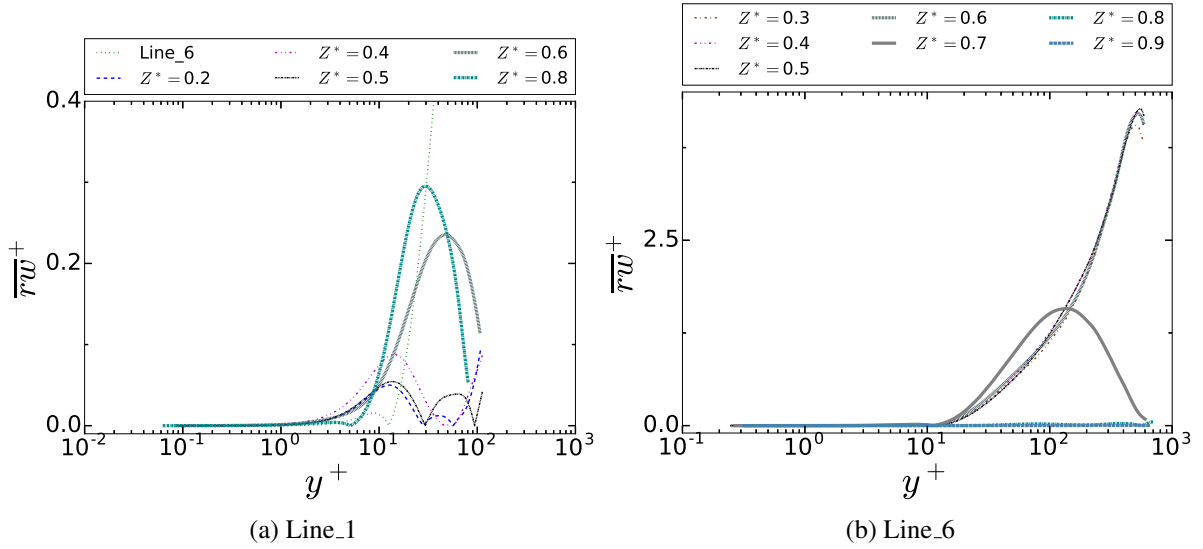 Line_6
Z* = 0.2
Z* = 0.4
Z* = 0.5
Z* = 0.6
Z* = 0.8
0.4
0.2
0.0
r̅w̅⁺
10⁻² 10⁻¹ 10⁰ 10¹ 10² 10³
y⁺
(a) Line_1
Z* = 0.3
Z* = 0.4
Z* = 0.5
Z* = 0.6
Z* = 0.7
Z* = 0.8
Z* = 0.9
2.5
0.0
r̅w̅⁺
10⁻¹ 10⁰ 10¹ 10² 10³
y⁺
(b) Line_6